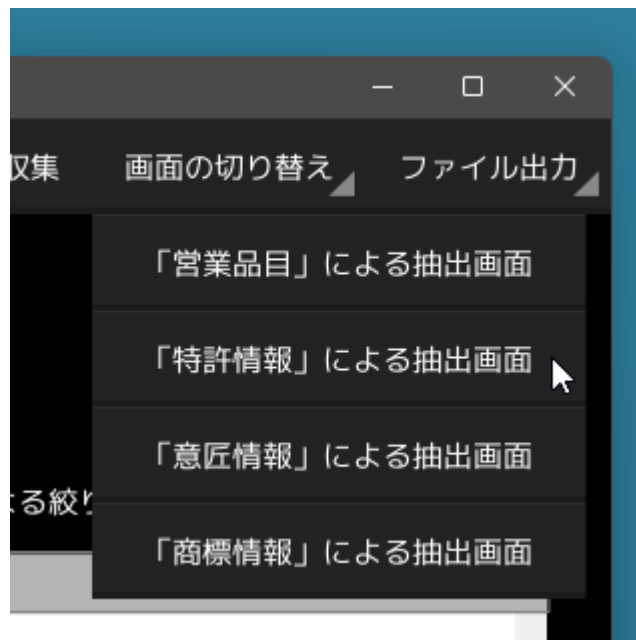 収集 画面の切り替え ファイル出力
「営業品目」による抽出画面
「特許情報」による抽出画面
「意匠情報」による抽出画面
「商標情報」による抽出画面
よる絞り